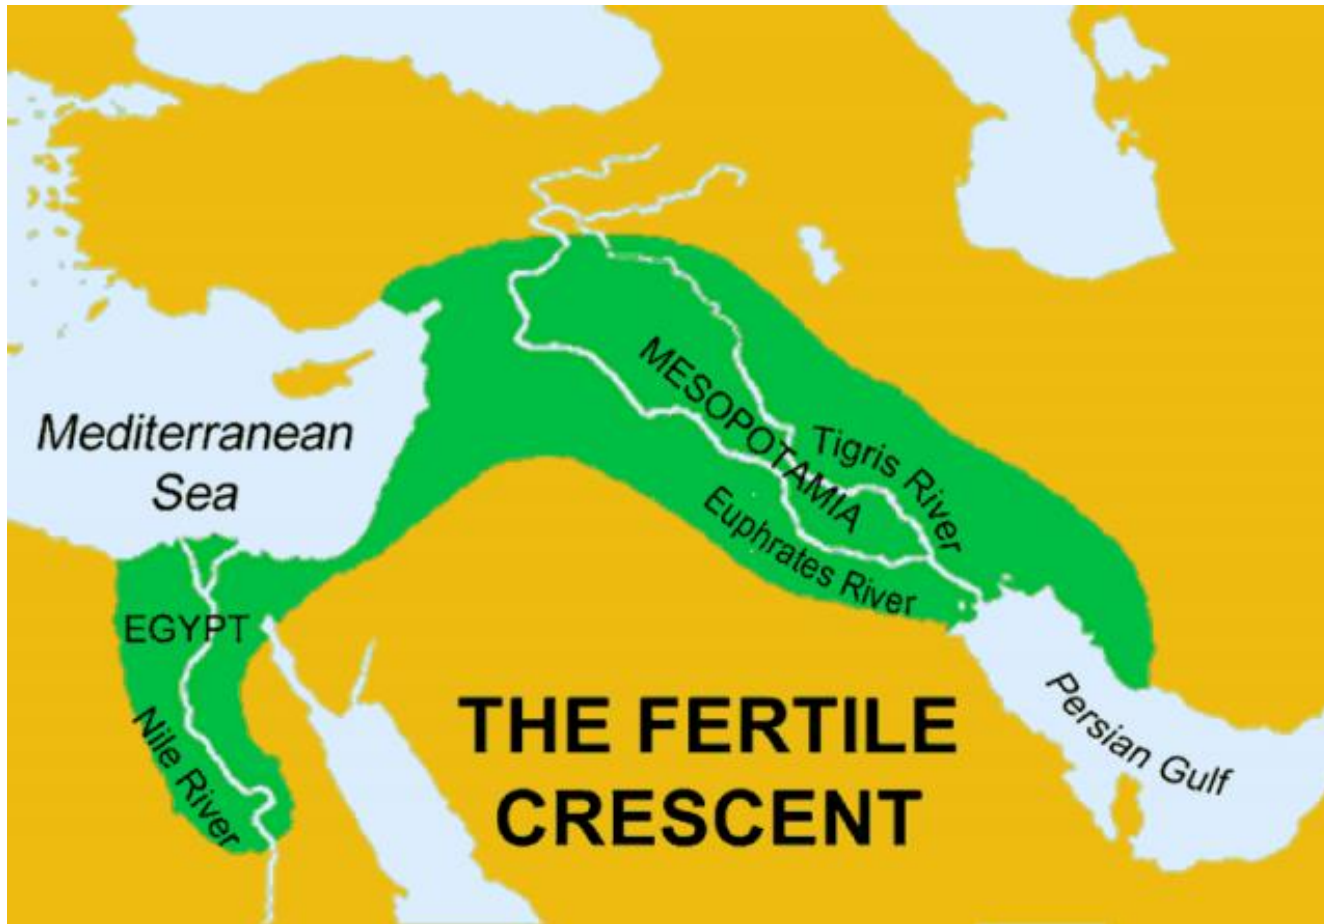 Mediterranean
Sea
MESOPOTAMIA
Tigris River
Euphrates River
EGYPT
Nile River
Persian Gulf
THE FERTILE
CRESCENT